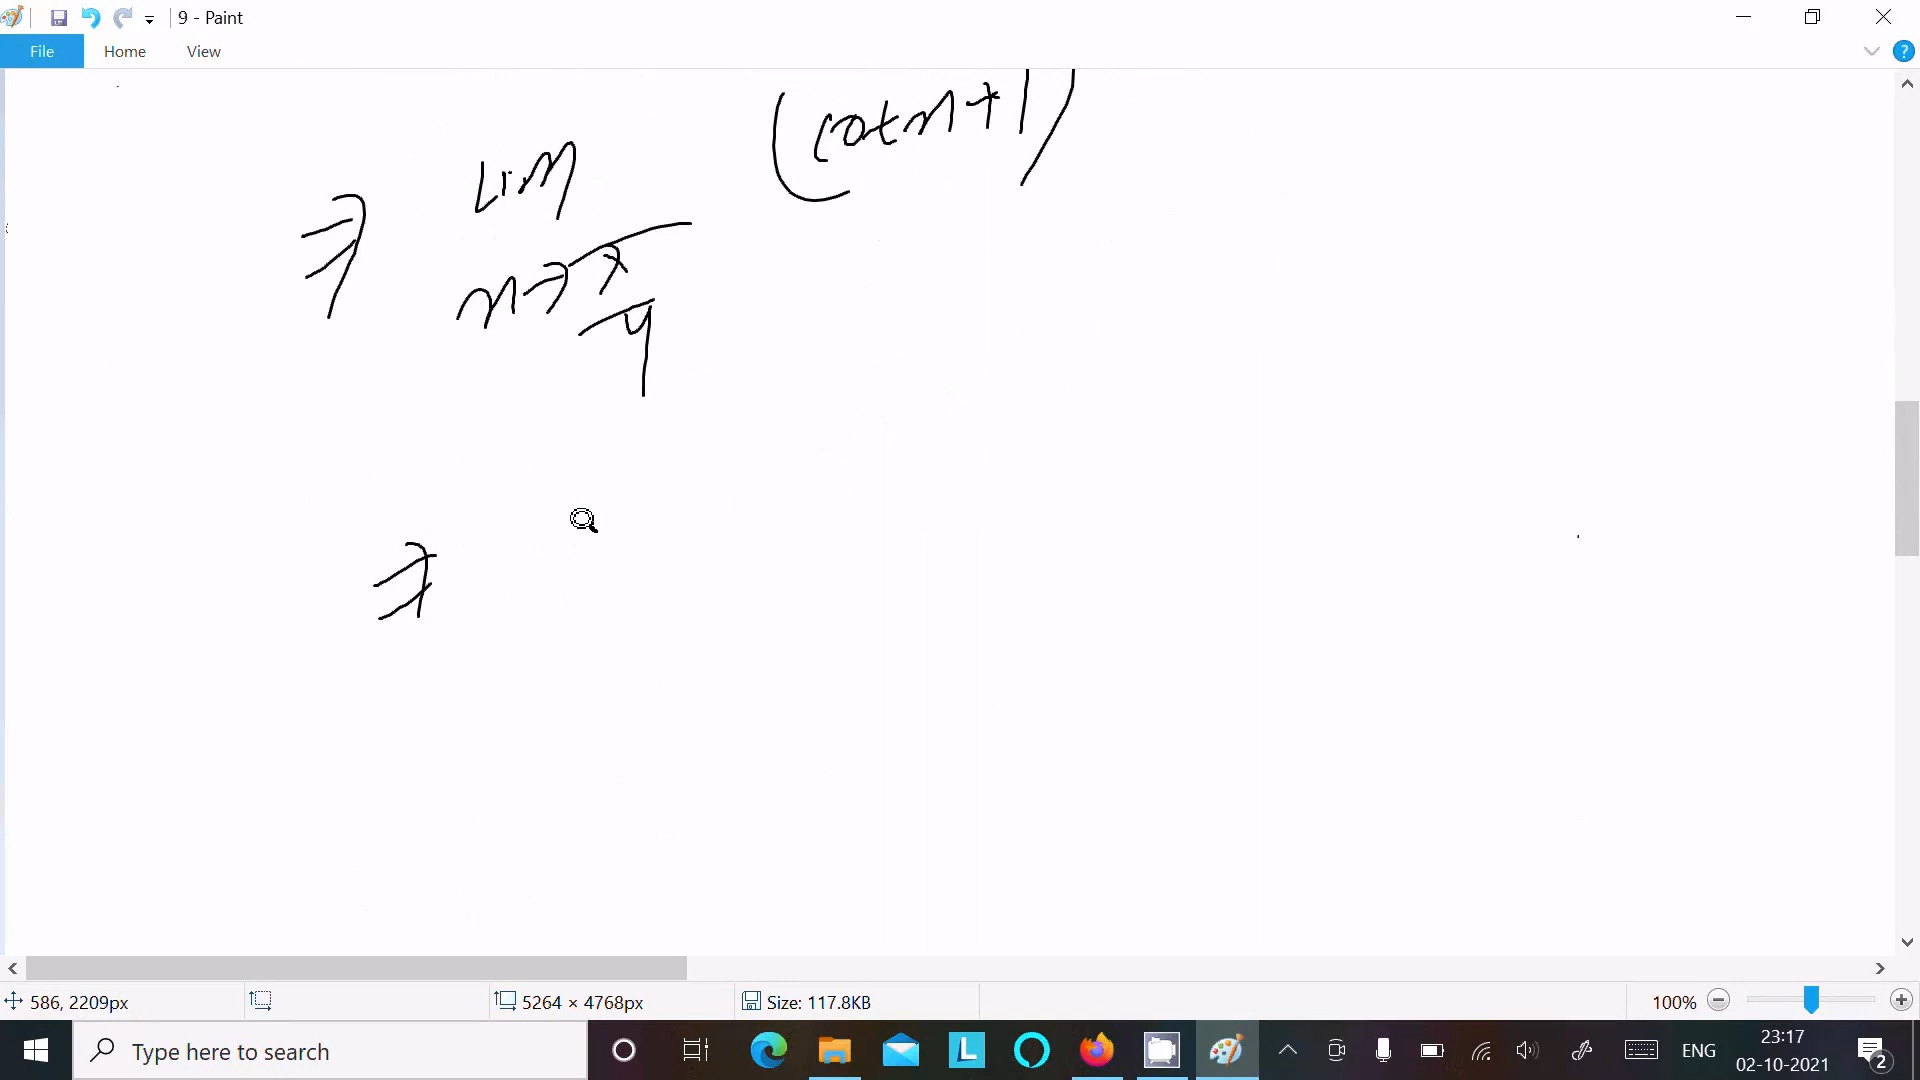 9 - Paint
File Home View
(cotx+1)
⇒ Lim
x→π
4
⇒
586, 2209px 5264 × 4768px Size: 117.8KB 100%
Type here to search L ENG 23:17
02-10-2021 2